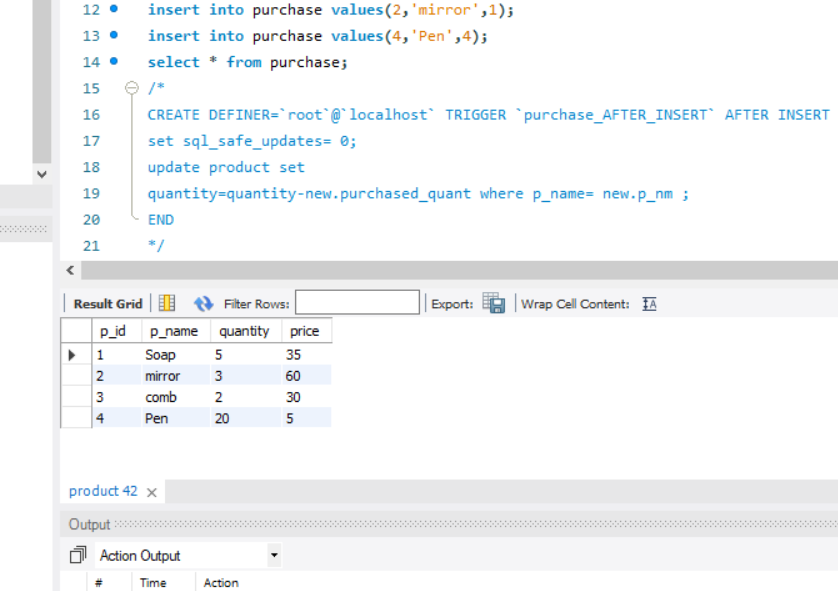 12 insert into purchase values(2,'mirror',1);
13 insert into purchase values(4,'Pen',4);
14 select * from purchase;
15 /*
16 CREATE DEFINER=`root`@`localhost` TRIGGER `purchase_AFTER_INSERT` AFTER INSERT
17 set sql_safe_updates= 0;
18 update product set
19 quantity=quantity-new.purchased_quant where p_name= new.p_nm ;
20 END
21 */
Result Grid Filter Rows: Export: Wrap Cell Content: IA
p_id p_name quantity price
1 Soap 5 35
2 mirror 3 60
3 comb 2 30
4 Pen 20 5
product 42
Output
Action Output
# Time Action